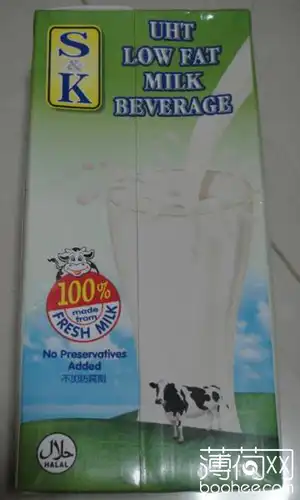 S
&
K
UHT
LOW FAT
MILK
BEVERAGE
100%
made
from
FRESH MILK
No Preservatives
Added
不加防腐剂
حلال
HALAL
薄荷网
boohee.com